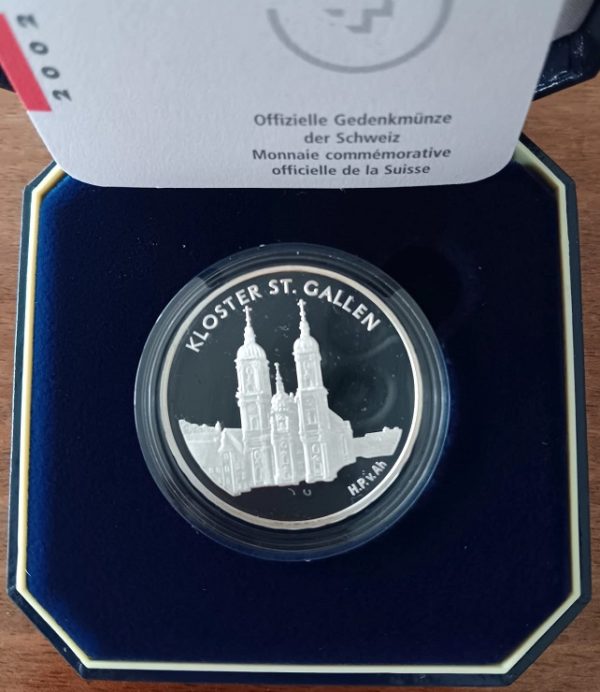 2002
Offizielle Gedenkmünze
der Schweiz
Monnaie commémorative
officielle de la Suisse
KLOSTER ST. GALLEN
H.P. v. Ah